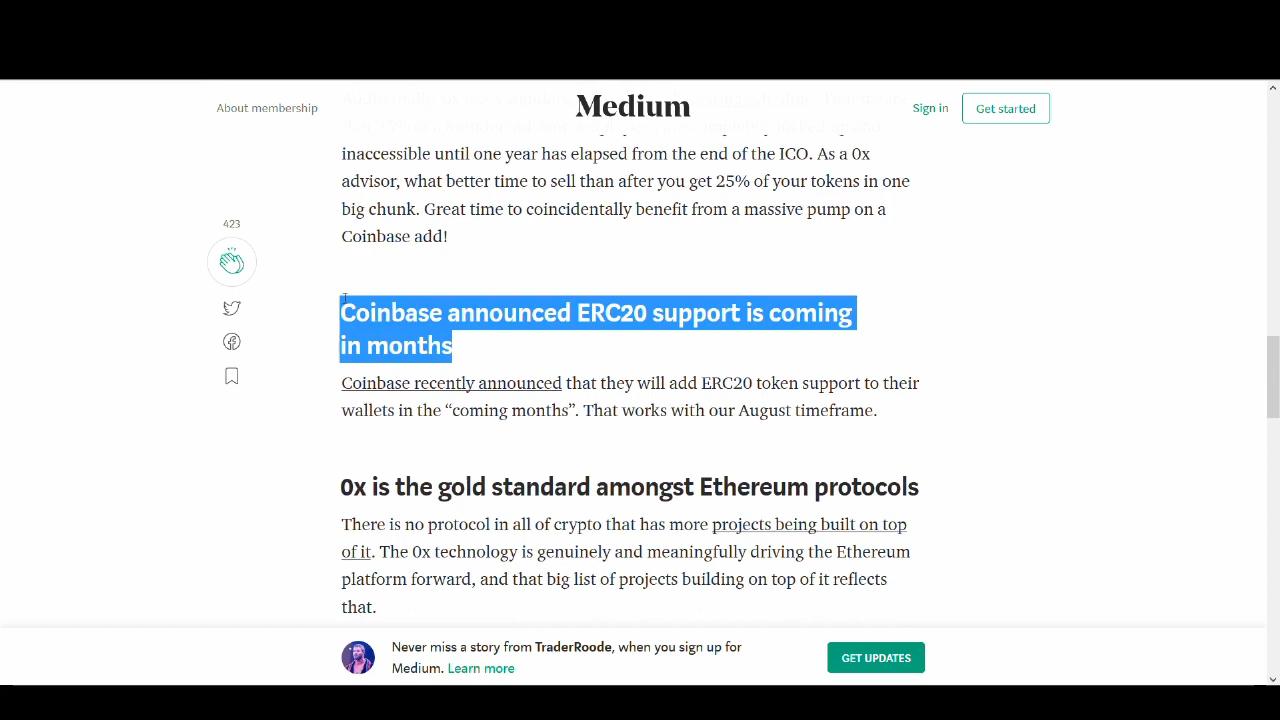 About membership
Medium
Sign in
Get started
inaccessible until one year has elapsed from the end of the ICO. As a 0x
advisor, what better time to sell than after you get 25% of your tokens in one
big chunk. Great time to coincidentally benefit from a massive pump on a
Coinbase add!
423
Coinbase announced ERC20 support is coming
in months
Coinbase recently announced that they will add ERC20 token support to their
wallets in the “coming months”. That works with our August timeframe.
0x is the gold standard amongst Ethereum protocols
There is no protocol in all of crypto that has more projects being built on top
of it. The 0x technology is genuinely and meaningfully driving the Ethereum
platform forward, and that big list of projects building on top of it reflects
that.
Never miss a story from TraderRoode, when you sign up for
Medium. Learn more
GET UPDATES